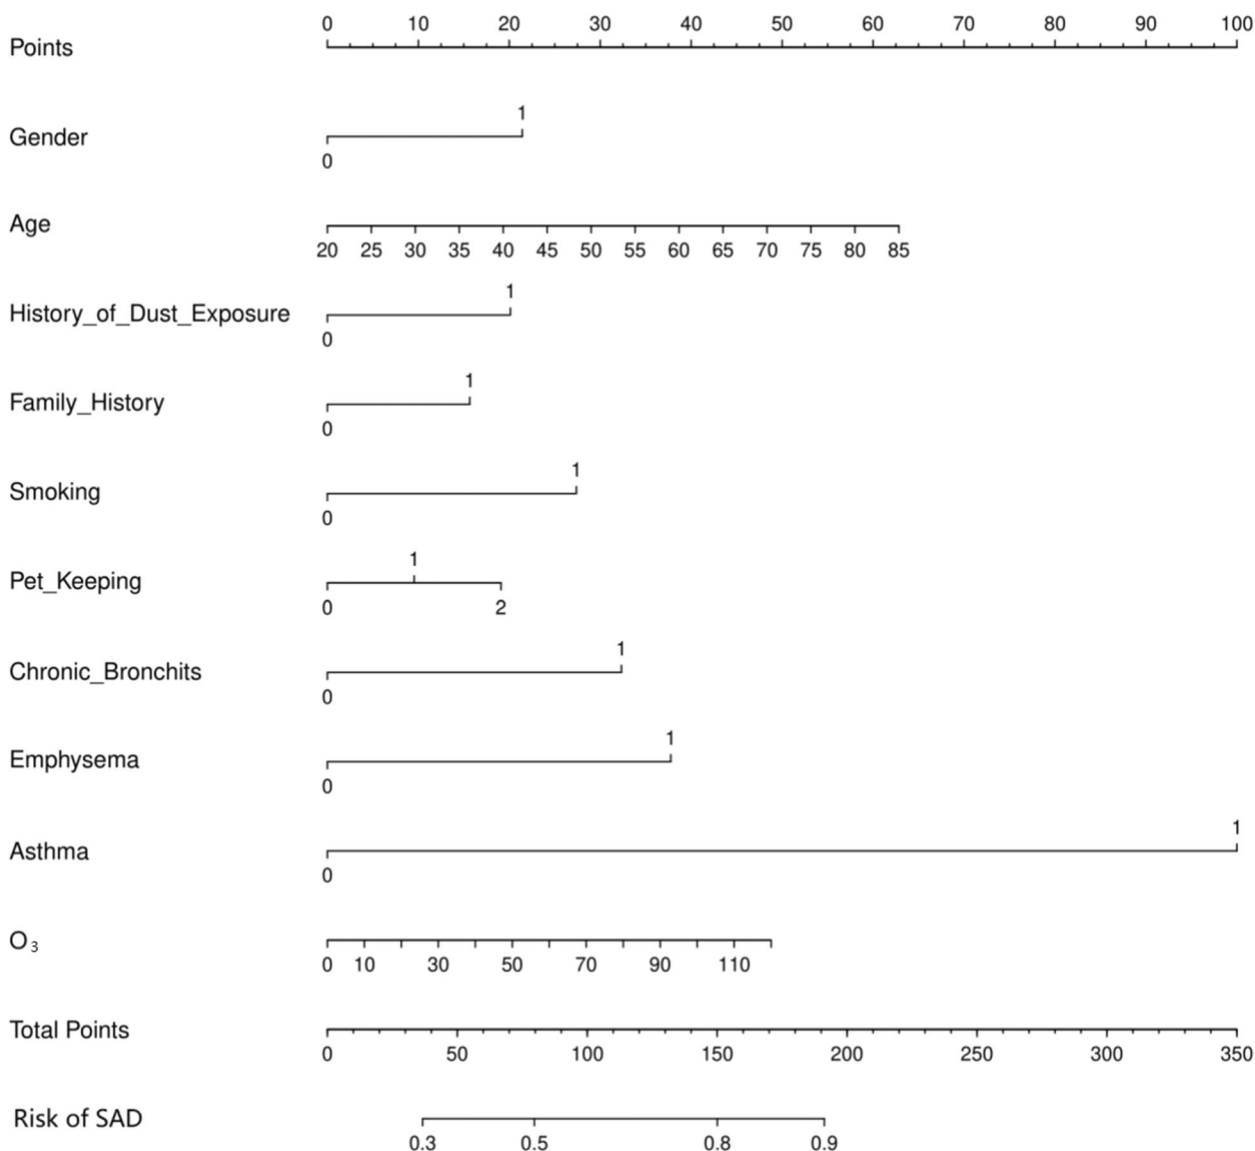 0 10 20 30 40 50 60 70 80 90 100
Points
1
Gender
0
Age
20 25 30 35 40 45 50 55 60 65 70 75 80 85
1
History_of_Dust_Exposure
0
1
Family_History
0
1
Smoking
0
1
Pet_Keeping
0 2
1
Chronic_Bronchits
0
1
Emphysema
0
1
Asthma
0
O₃
0 10 30 50 70 90 110
Total Points
0 50 100 150 200 250 300 350
Risk of SAD
0.3 0.5 0.8 0.9